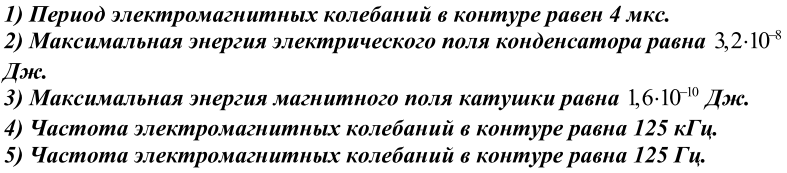 1) Период электромагнитных колебаний в контуре равен 4 мкс.
2) Максимальная энергия электрического поля конденсатора равна 3,2·10⁻⁸
Дж.
3) Максимальная энергия магнитного поля катушки равна 1,6·10⁻¹⁰ Дж.
4) Частота электромагнитных колебаний в контуре равна 125 кГц.
5) Частота электромагнитных колебаний в контуре равна 125 Гц.